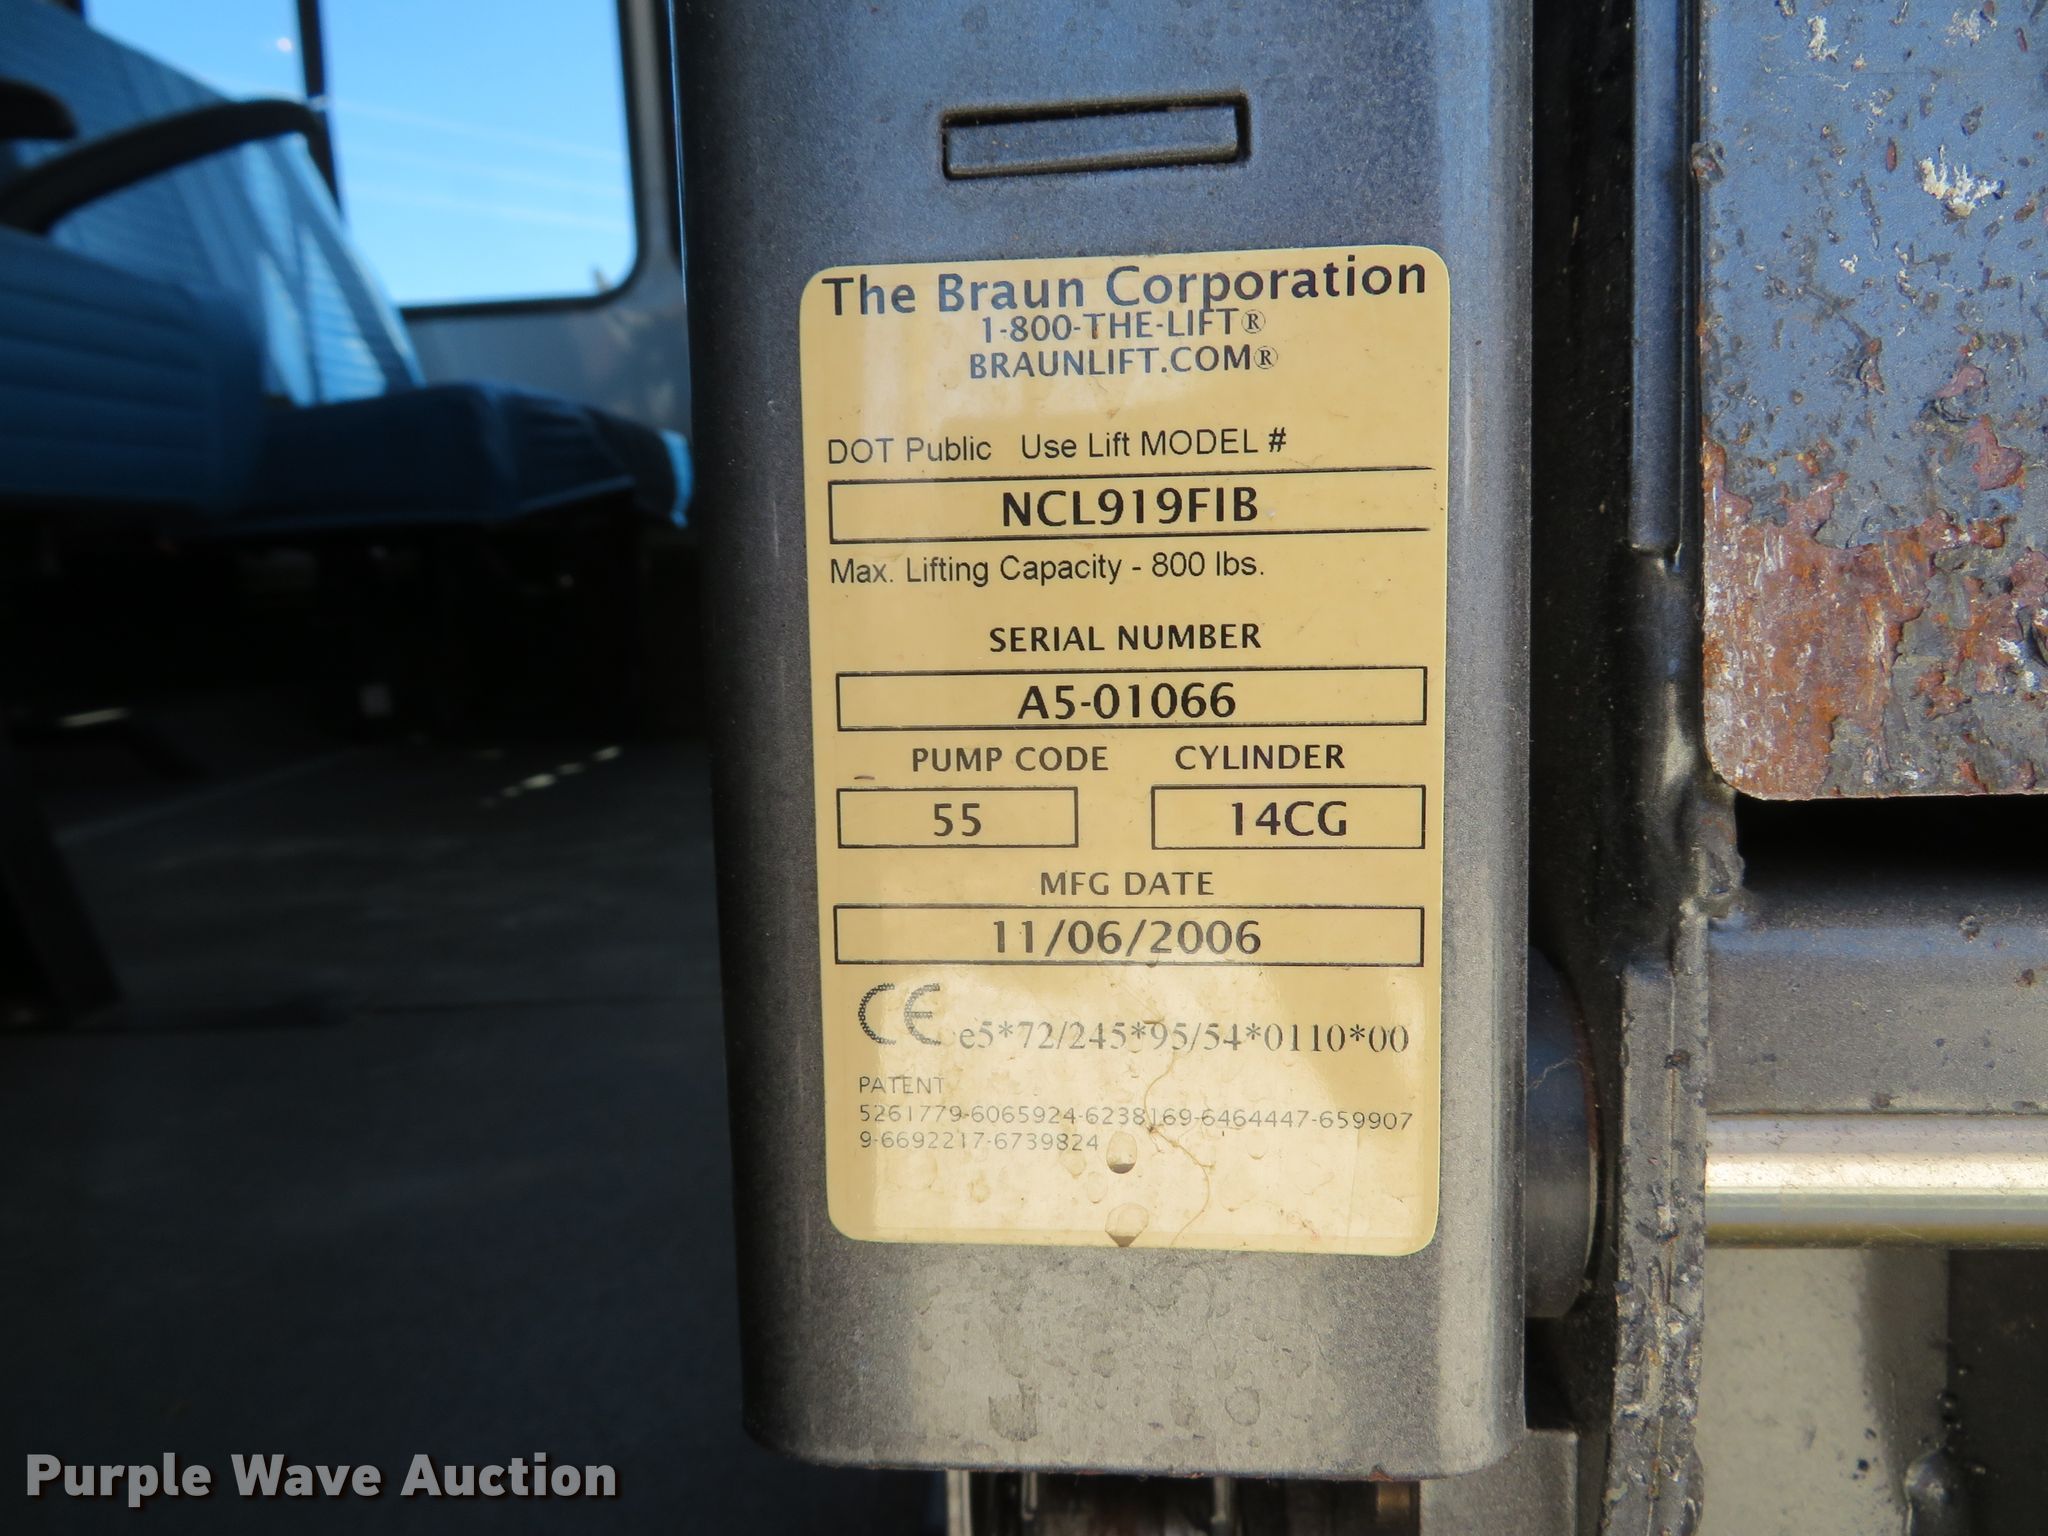 The Braun Corporation
1-800-THE-LIFT®
BRAUNLIFT.COM®
DOT Public Use Lift MODEL #
NCL919FIB
Max. Lifting Capacity - 800 lbs.
SERIAL NUMBER
A5-01066
PUMP CODE CYLINDER
55 14CG
MFG DATE
11/06/2006
CE e5*72/245*95/54*0110*00
PATENT
5261779-6065924-6238169-6464447-659907
9-6692217-6739824
Purple Wave Auction